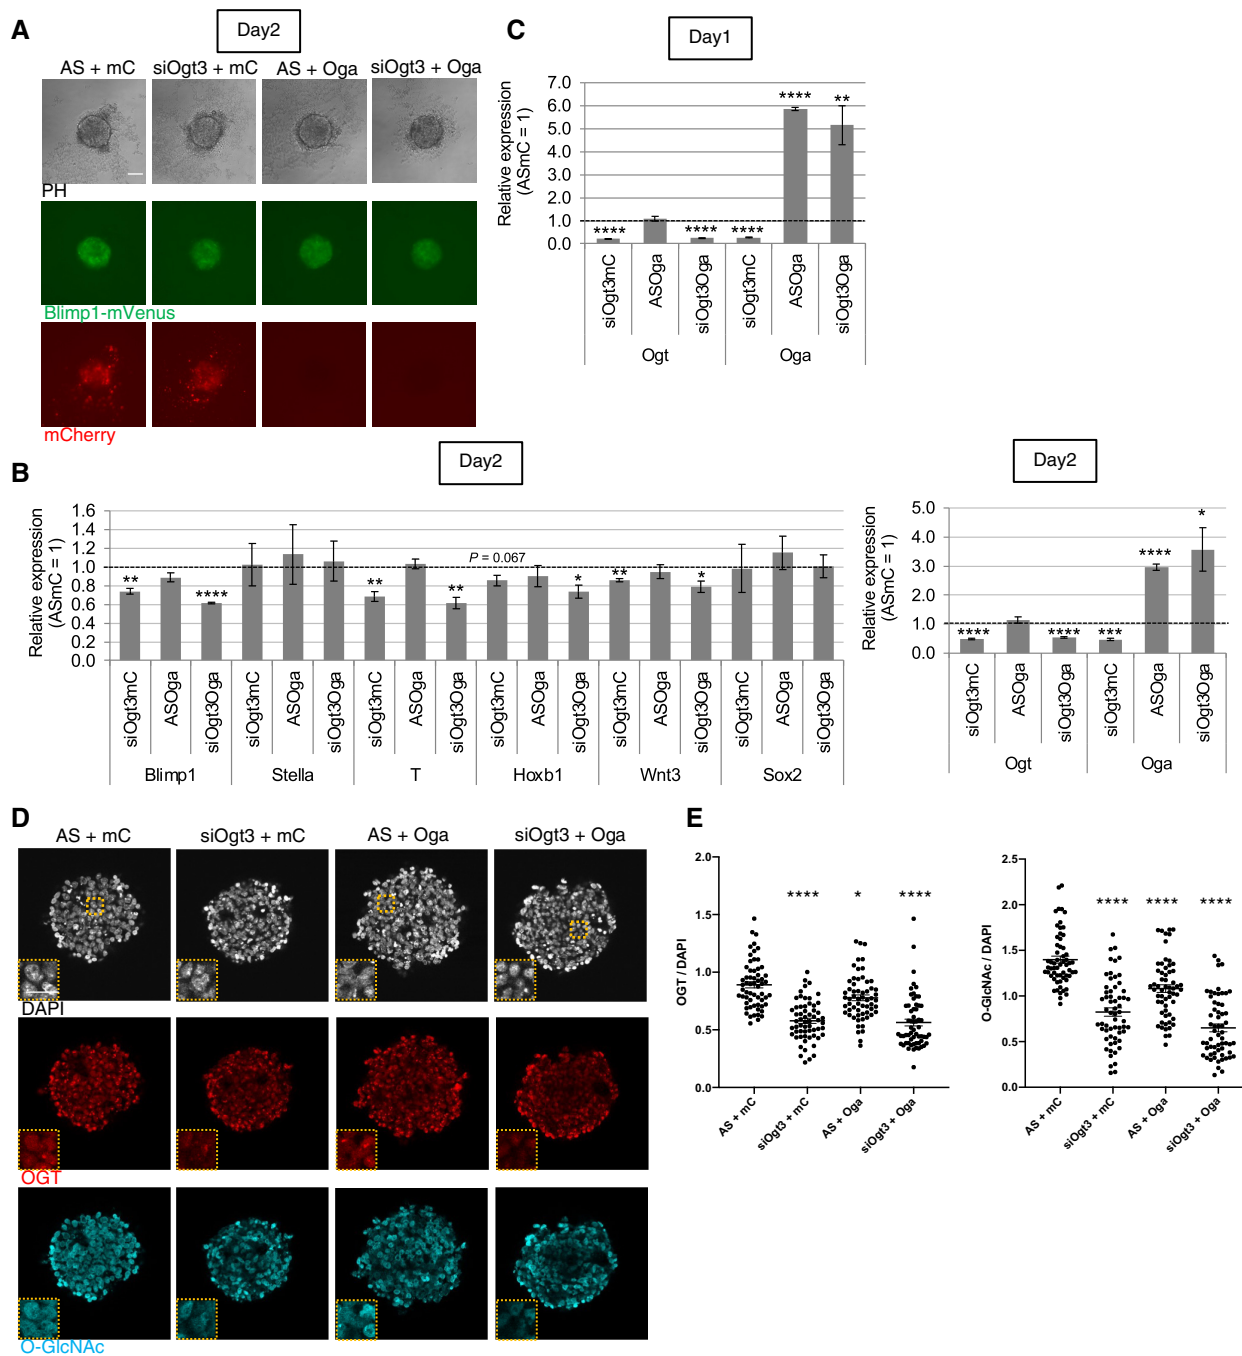 A
Day2
AS + mC
siOgt3 + mC
AS + Oga
siOgt3 + Oga
PH
Blimp1-mVenus
mCherry
C
Day1
Relative expression
(ASmC = 1)
7.0
6.0
5.0
4.0
3.0
2.0
1.0
0.0
****
****
****
****
**
siOgt3mC
ASOga
siOgt3Oga
siOgt3mC
ASOga
siOgt3Oga
Ogt
Oga
B
Day2
Relative expression
(ASmC = 1)
1.6
1.4
1.2
1.0
0.8
0.6
0.4
0.2
0.0
**
****
**
**
P = 0.067
*
**
*
siOgt3mC
ASOga
siOgt3Oga
siOgt3mC
ASOga
siOgt3Oga
siOgt3mC
ASOga
siOgt3Oga
siOgt3mC
ASOga
siOgt3Oga
siOgt3mC
ASOga
siOgt3Oga
siOgt3mC
ASOga
siOgt3Oga
Blimp1
Stella
T
Hoxb1
Wnt3
Sox2
Day2
Relative expression
(ASmC = 1)
5.0
4.0
3.0
2.0
1.0
0.0
****
****
***
****
*
siOgt3mC
ASOga
siOgt3Oga
siOgt3mC
ASOga
siOgt3Oga
Ogt
Oga
D
AS + mC
siOgt3 + mC
AS + Oga
siOgt3 + Oga
DAPI
OGT
O-GlcNAc
E
OGT / DAPI
2.0
1.5
1.0
0.5
0.0
****
*
****
AS + mC
siOgt3 + mC
AS + Oga
siOgt3 + Oga
O-GlcNAc / DAPI
2.5
2.0
1.5
1.0
0.5
0.0
****
****
****
AS + mC
siOgt3 + mC
AS + Oga
siOgt3 + Oga